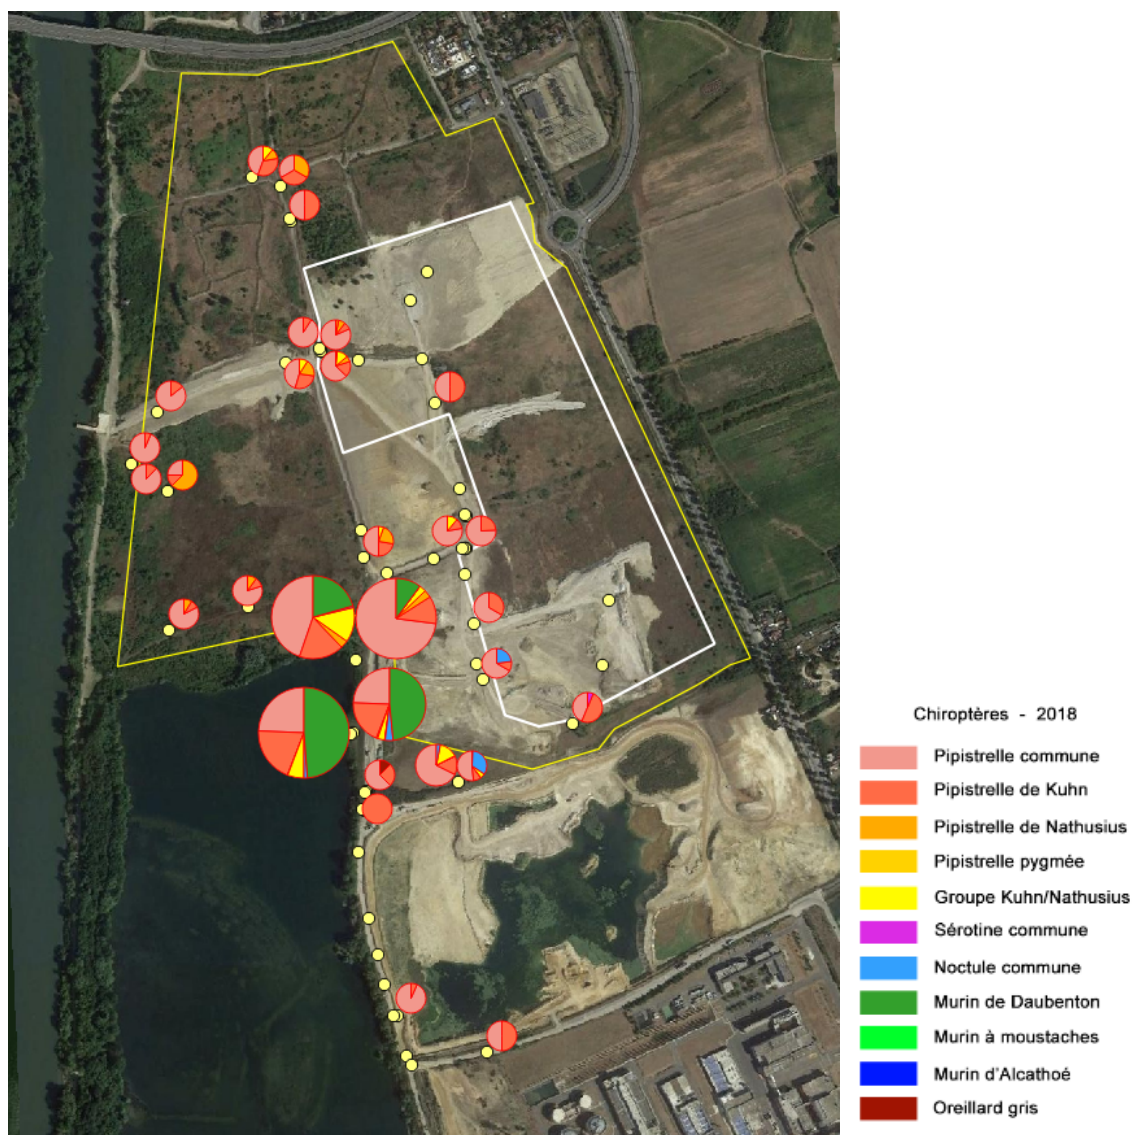 Chiroptères - 2018
Pipistrelle commune
Pipistrelle de Kuhn
Pipistrelle de Nathusius
Pipistrelle pygmée
Groupe Kuhn/Nathusius
Sérotine commune
Noctule commune
Murin de Daubenton
Murin à moustaches
Murin d'Alcathoé
Oreillard gris